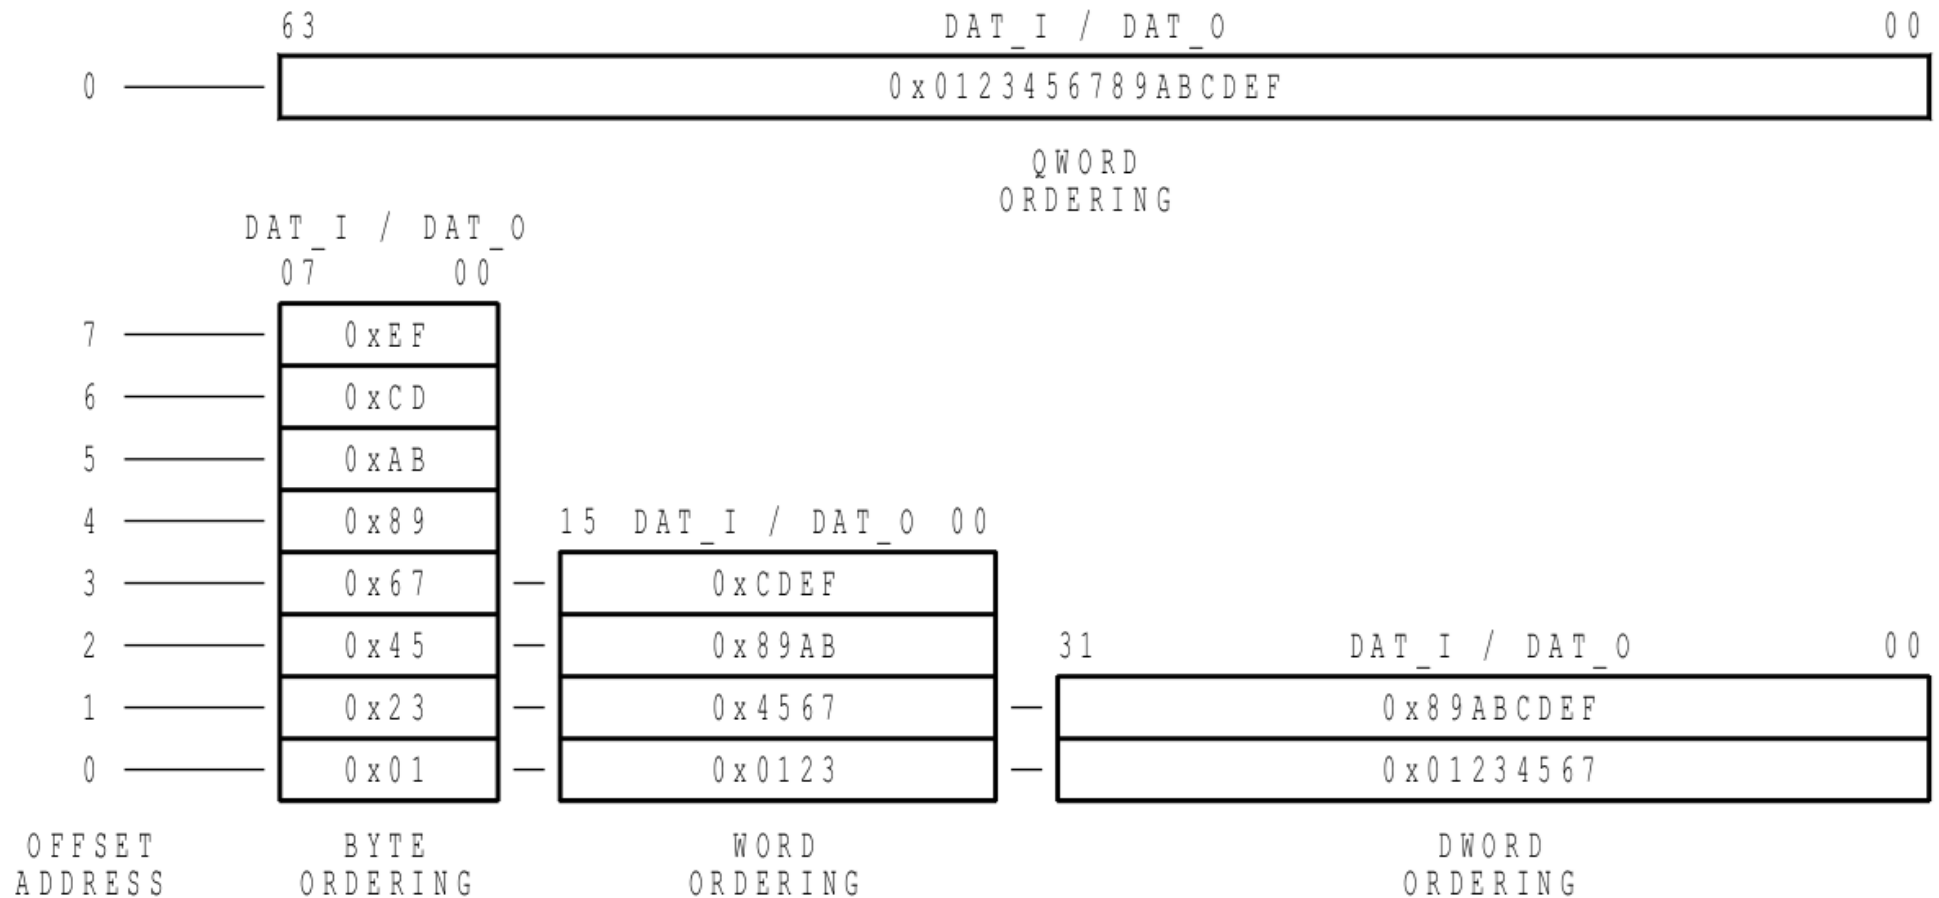 63 DAT_I / DAT_O 00
0 0x0123456789ABCDEF
QWORD
ORDERING
DAT_I / DAT_O
07 00
7 0xEF
6 0xCD
5 0xAB
4 0x89 15 DAT_I / DAT_O 00
3 0x67 0xCDEF
2 0x45 0x89AB 31 DAT_I / DAT_O 00
1 0x23 0x4567 0x89ABCDEF
0 0x01 0x0123 0x01234567
OFFSET BYTE WORD DWORD
ADDRESS ORDERING ORDERING ORDERING